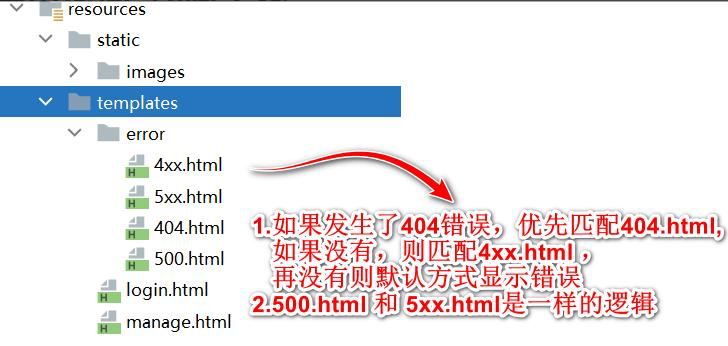 resources
static
images
templates
error
4xx.html
5xx.html
404.html
500.html
login.html
manage.html
1.如果发生了404错误，优先匹配404.html,
如果没有，则匹配4xx.html ，
再没有则默认方式显示错误
2.500.html 和 5xx.html是一样的逻辑